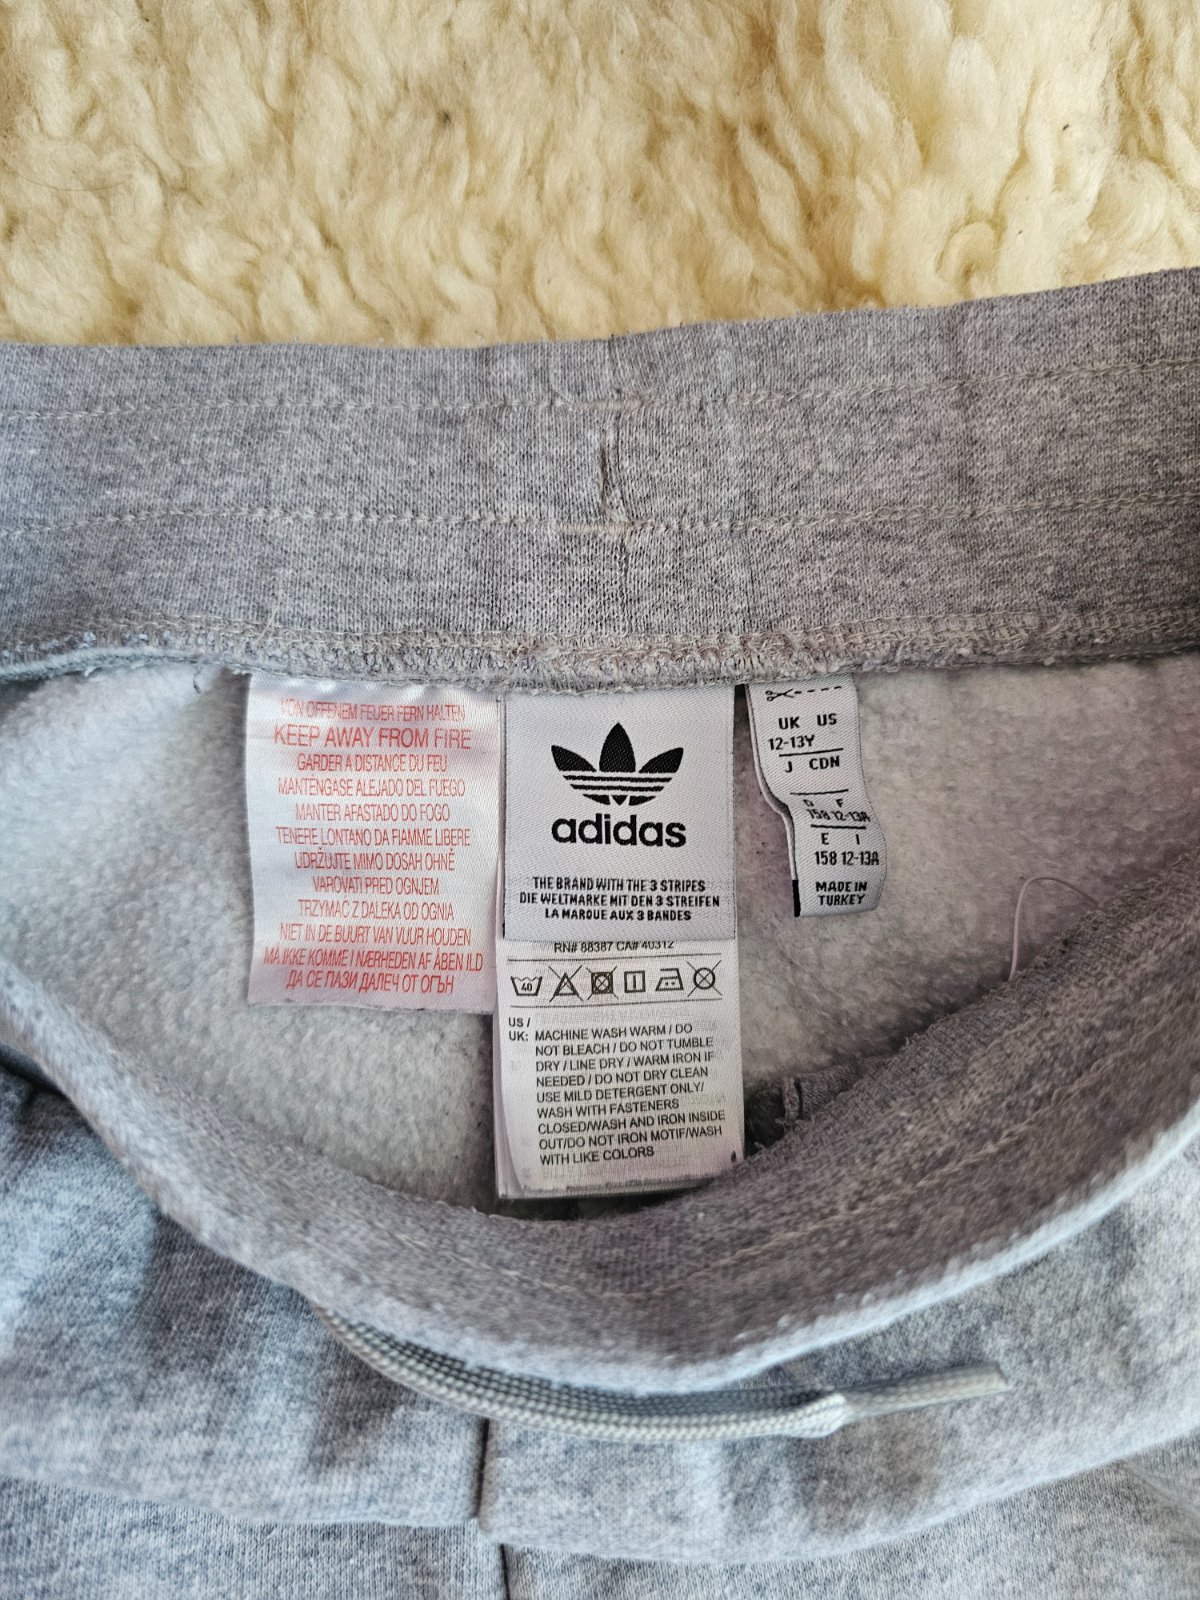 VON OFFENEM FEUER FERN HALTEN
KEEP AWAY FROM FIRE
GARDER A DISTANCE DU FEU
MANTÉNGASE ALEJADO DEL FUEGO
MANTER AFASTADO DO FOGO
TENERE LONTANO DA FIAMME LIBERE
UDRŽUJTE MIMO DOSAH OHNĚ
VAROVATI PRED OGNJEM
TRZYMAĆ Z DALEKA OD OGNIA
NIET IN DE BUURT VAN VUUR HOUDEN
MÅ IKKE KOMME I NÆRHEDEN AF ÅBEN ILD
ДА СЕ ПАЗИ ДАЛЕЧ ОТ ОГЪН
adidas
THE BRAND WITH THE 3 STRIPES
DIE WELTMARKE MIT DEN 3 STREIFEN
LA MARQUE AUX 3 BANDES
RN# 88387 CA# 40312
40
US /
UK: MACHINE WASH WARM / DO
NOT BLEACH / DO NOT TUMBLE
DRY / LINE DRY / WARM IRON IF
NEEDED / DO NOT DRY CLEAN
USE MILD DETERGENT ONLY/
WASH WITH FASTENERS
CLOSED/WASH AND IRON INSIDE
OUT/DO NOT IRON MOTIF/WASH
WITH LIKE COLORS
UK US
12-13Y
J CDN
D F
158 12-13A
E I
158 12-13A
MADE IN
TURKEY